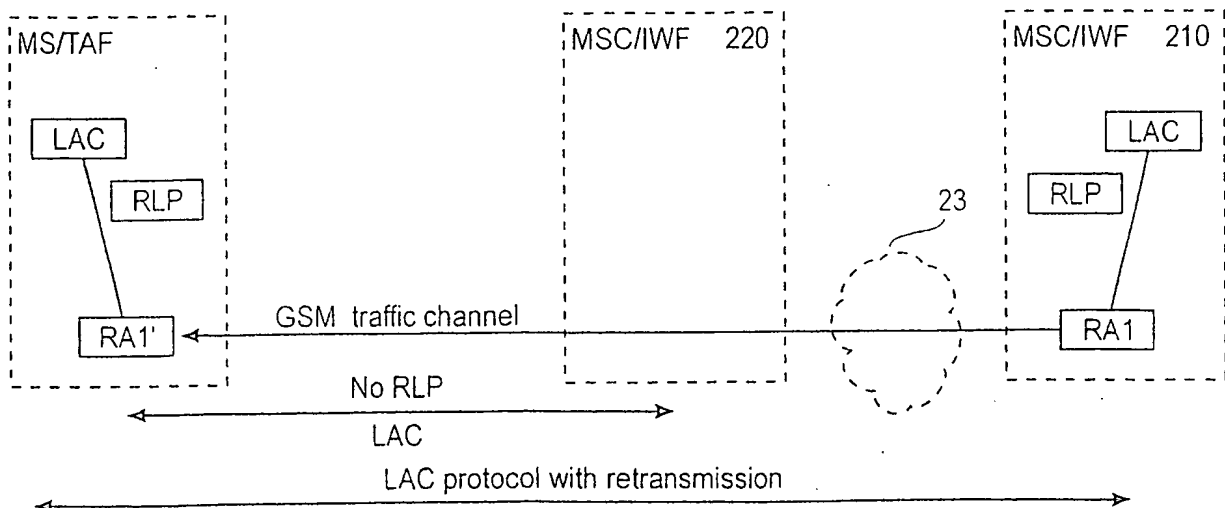 MS/TAF
MSC/IWF 220
MSC/IWF 210
LAC
LAC
RLP
RLP
23
GSM traffic channel
RA1'
RA1
No RLP
LAC
LAC protocol with retransmission